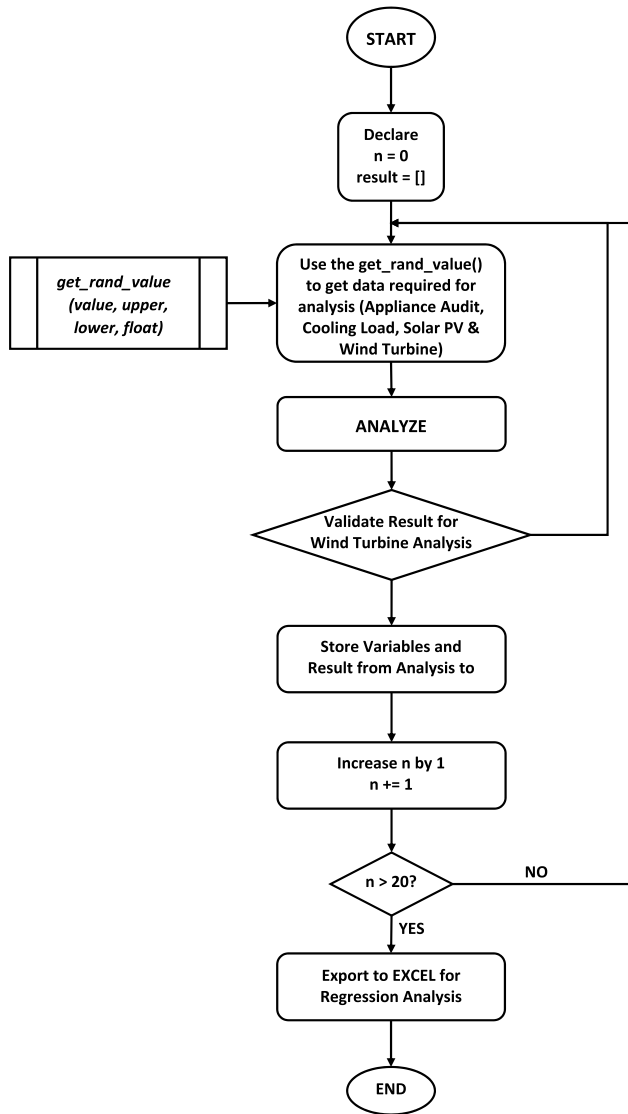 START
Declare
n = 0
result = []
get_rand_value
(value, upper,
lower, float)
Use the get_rand_value()
to get data required for
analysis (Appliance Audit,
Cooling Load, Solar PV &
Wind Turbine)
ANALYZE
Validate Result for
Wind Turbine Analysis
Store Variables and
Result from Analysis to
Increase n by 1
n += 1
n > 20?
NO
YES
Export to EXCEL for
Regression Analysis
END